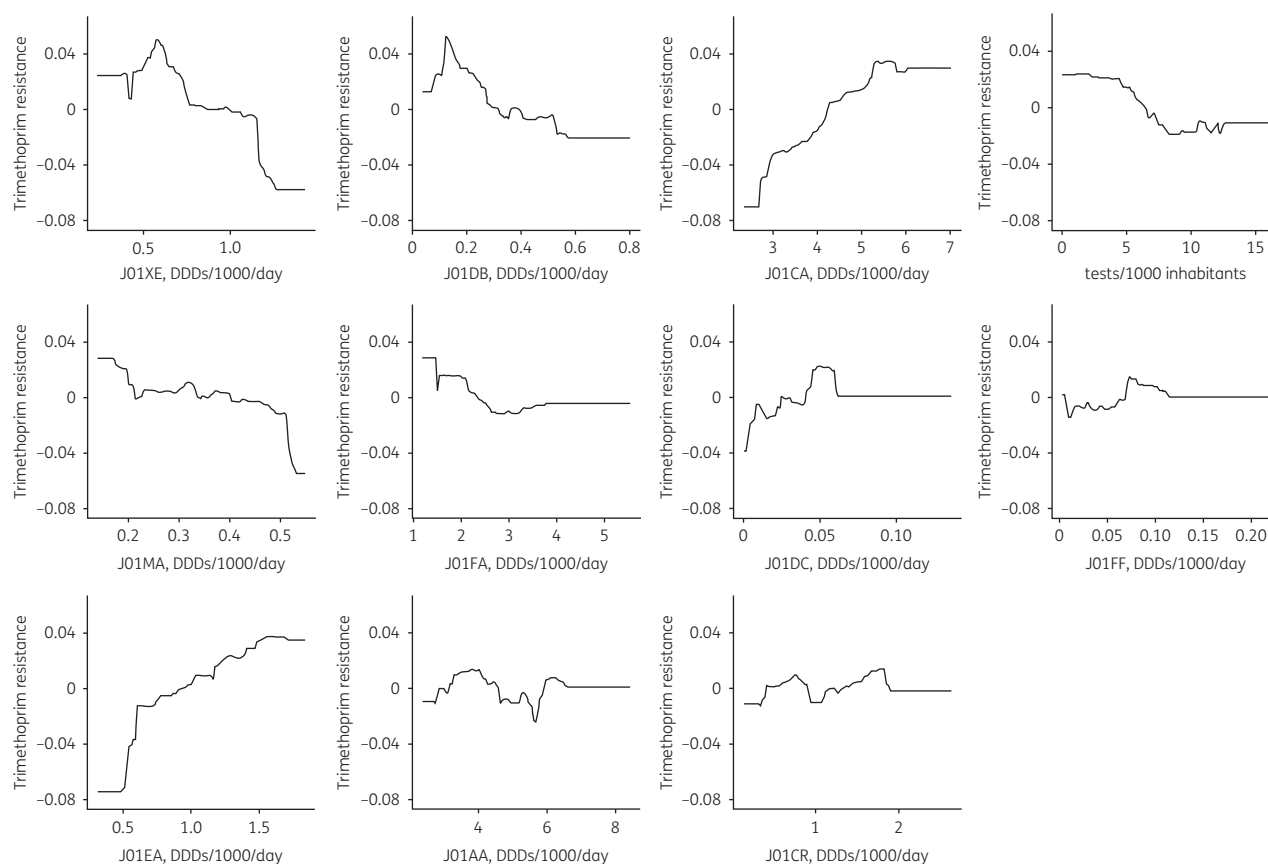 Trimethoprim resistance
0.04
0
−0.04
−0.08
0.5 1.0
J01XE, DDDs/1000/day
Trimethoprim resistance
0.04
0
−0.04
−0.08
0 0.2 0.4 0.6 0.8
J01DB, DDDs/1000/day
Trimethoprim resistance
0.04
0
−0.04
−0.08
3 4 5 6 7
J01CA, DDDs/1000/day
Trimethoprim resistance
0.04
0
−0.04
−0.08
0 5 10 15
tests/1000 inhabitants
Trimethoprim resistance
0.04
0
−0.04
−0.08
0.2 0.3 0.4 0.5
J01MA, DDDs/1000/day
Trimethoprim resistance
0.04
0
−0.04
−0.08
1 2 3 4 5
J01FA, DDDs/1000/day
Trimethoprim resistance
0.04
0
−0.04
−0.08
0 0.05 0.10
J01DC, DDDs/1000/day
Trimethoprim resistance
0.04
0
−0.04
−0.08
0 0.05 0.10 0.15 0.20
J01FF, DDDs/1000/day
Trimethoprim resistance
0.04
0
−0.04
−0.08
0.5 1.0 1.5
J01EA, DDDs/1000/day
Trimethoprim resistance
0.04
0
−0.04
−0.08
4 6 8
J01AA, DDDs/1000/day
Trimethoprim resistance
0.04
0
−0.04
−0.08
1 2
J01CR, DDDs/1000/day